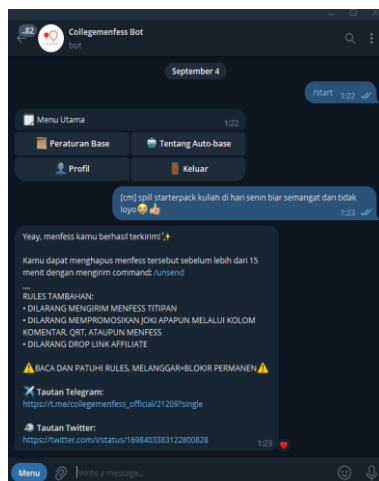 82
Collegemenfess Bot
bot
September 4
/start 1:22
Menu Utama 1:22
Peraturan Base
Tentang Auto-base
Profil
Keluar
[cm] spill starterpack kuliah di hari senin biar semangat dan tidak
loyo 1:23
Yeay, menfess kamu berhasil terkirim!
Kamu dapat menghapus menfess tersebut sebelum lebih dari 15
menit dengan mengirim command: /unsend
__
RULES TAMBAHAN:
• DILARANG MENGIRIM MENFESS TITIPAN
• DILARANG MEMPROMOSIKAN JOKI APAPUN MELALUI KOLOM
KOMENTAR, QRT, ATAUPUN MENFESS
• DILARANG DROP LINK AFFILIATE
⚠️BACA DAN PATUHI RULES, MELANGGAR=BLOKIR PERMANEN⚠️
Tautan Telegram:
https://t.me/collegemenfess_official/21209?single
Tautan Twitter:
https://twitter.com/i/status/1698403383122800828 1:23
Menu
Write a message...